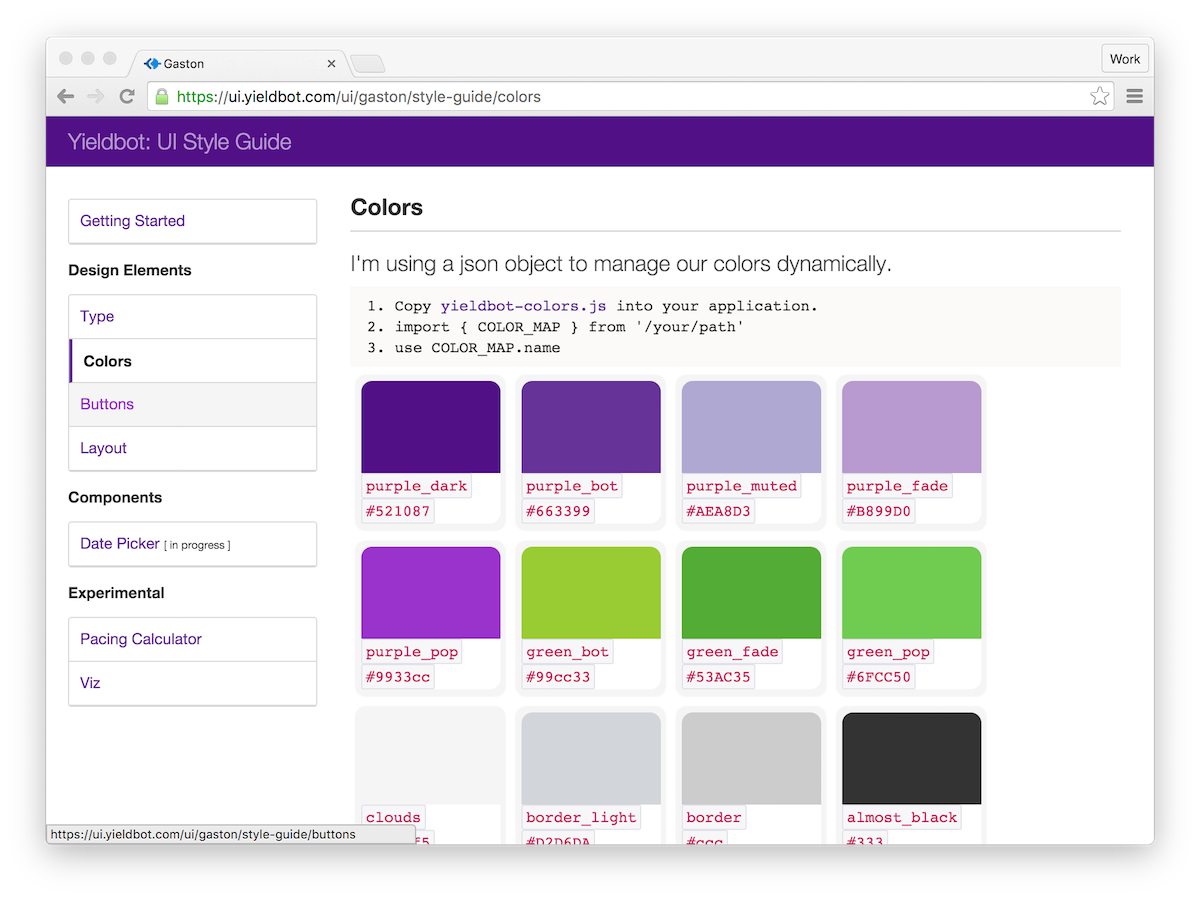 Gaston
Work
https://ui.yieldbot.com/ui/gaston/style-guide/colors
Yieldbot: UI Style Guide
Getting Started
Design Elements
Type
Colors
Buttons
Layout
Components
Date Picker [ in progress ]
Experimental
Pacing Calculator
Viz
Colors
I'm using a json object to manage our colors dynamically.
1. Copy yieldbot-colors.js into your application.
2. import { COLOR_MAP } from '/your/path'
3. use COLOR_MAP.name
purple_dark purple_bot purple_muted purple_fade
#521087 #663399 #AEA8D3 #B899D0
purple_pop green_bot green_fade green_pop
#9933cc #99cc33 #53AC35 #6FCC50
clouds border_light border almost_black
#D2D6DA #ccc #333
https://ui.yieldbot.com/ui/gaston/style-guide/buttons